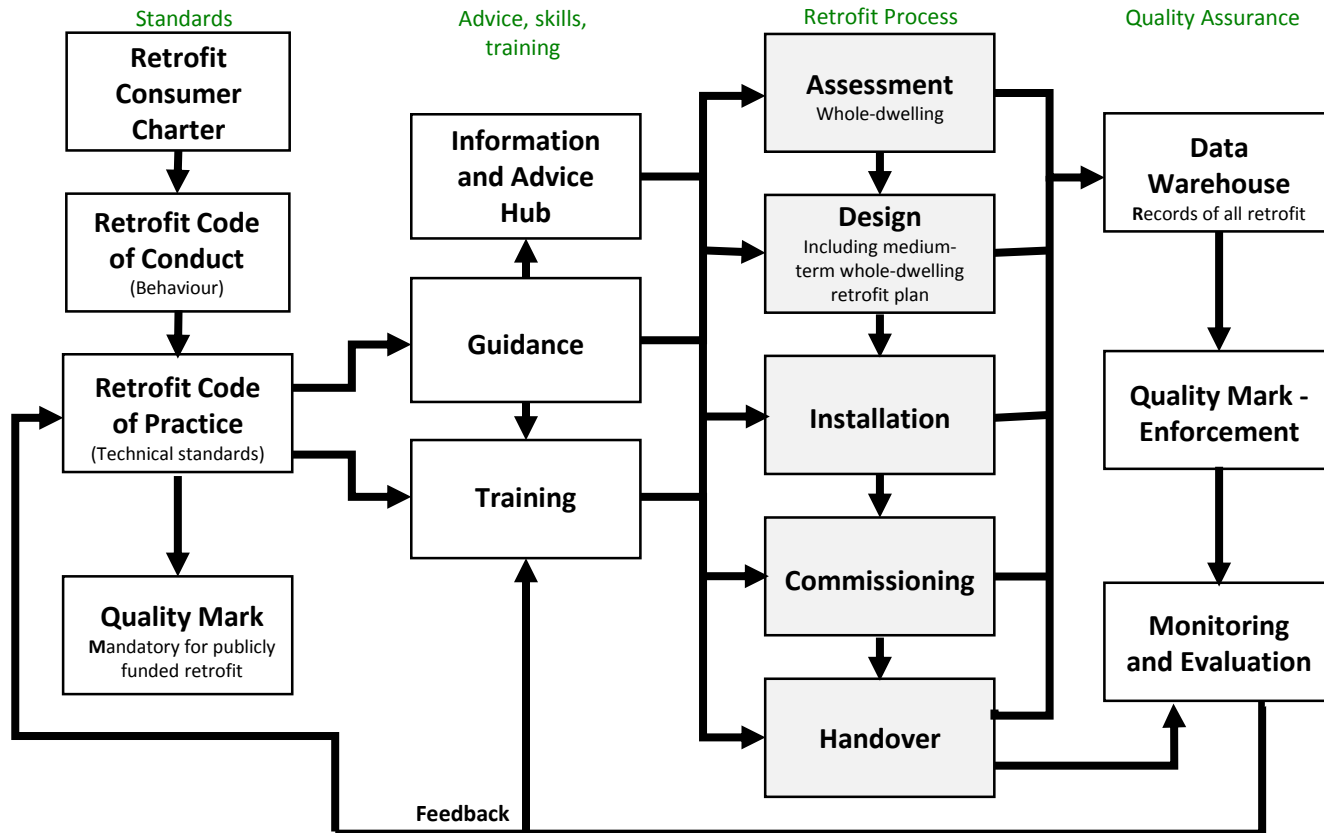 Standards
Retrofit
Consumer
Charter
Retrofit Code
of Conduct
(Behaviour)
Retrofit Code
of Practice
(Technical standards)
Quality Mark
Mandatory for publicly
funded retrofit
Advice, skills,
training
Information
and Advice
Hub
Guidance
Training
Feedback
Retrofit Process
Assessment
Whole-dwelling
Design
Including medium-
term whole-dwelling
retrofit plan
Installation
Commissioning
Handover
Quality Assurance
Data
Warehouse
Records of all retrofit
Quality Mark -
Enforcement
Monitoring
and Evaluation